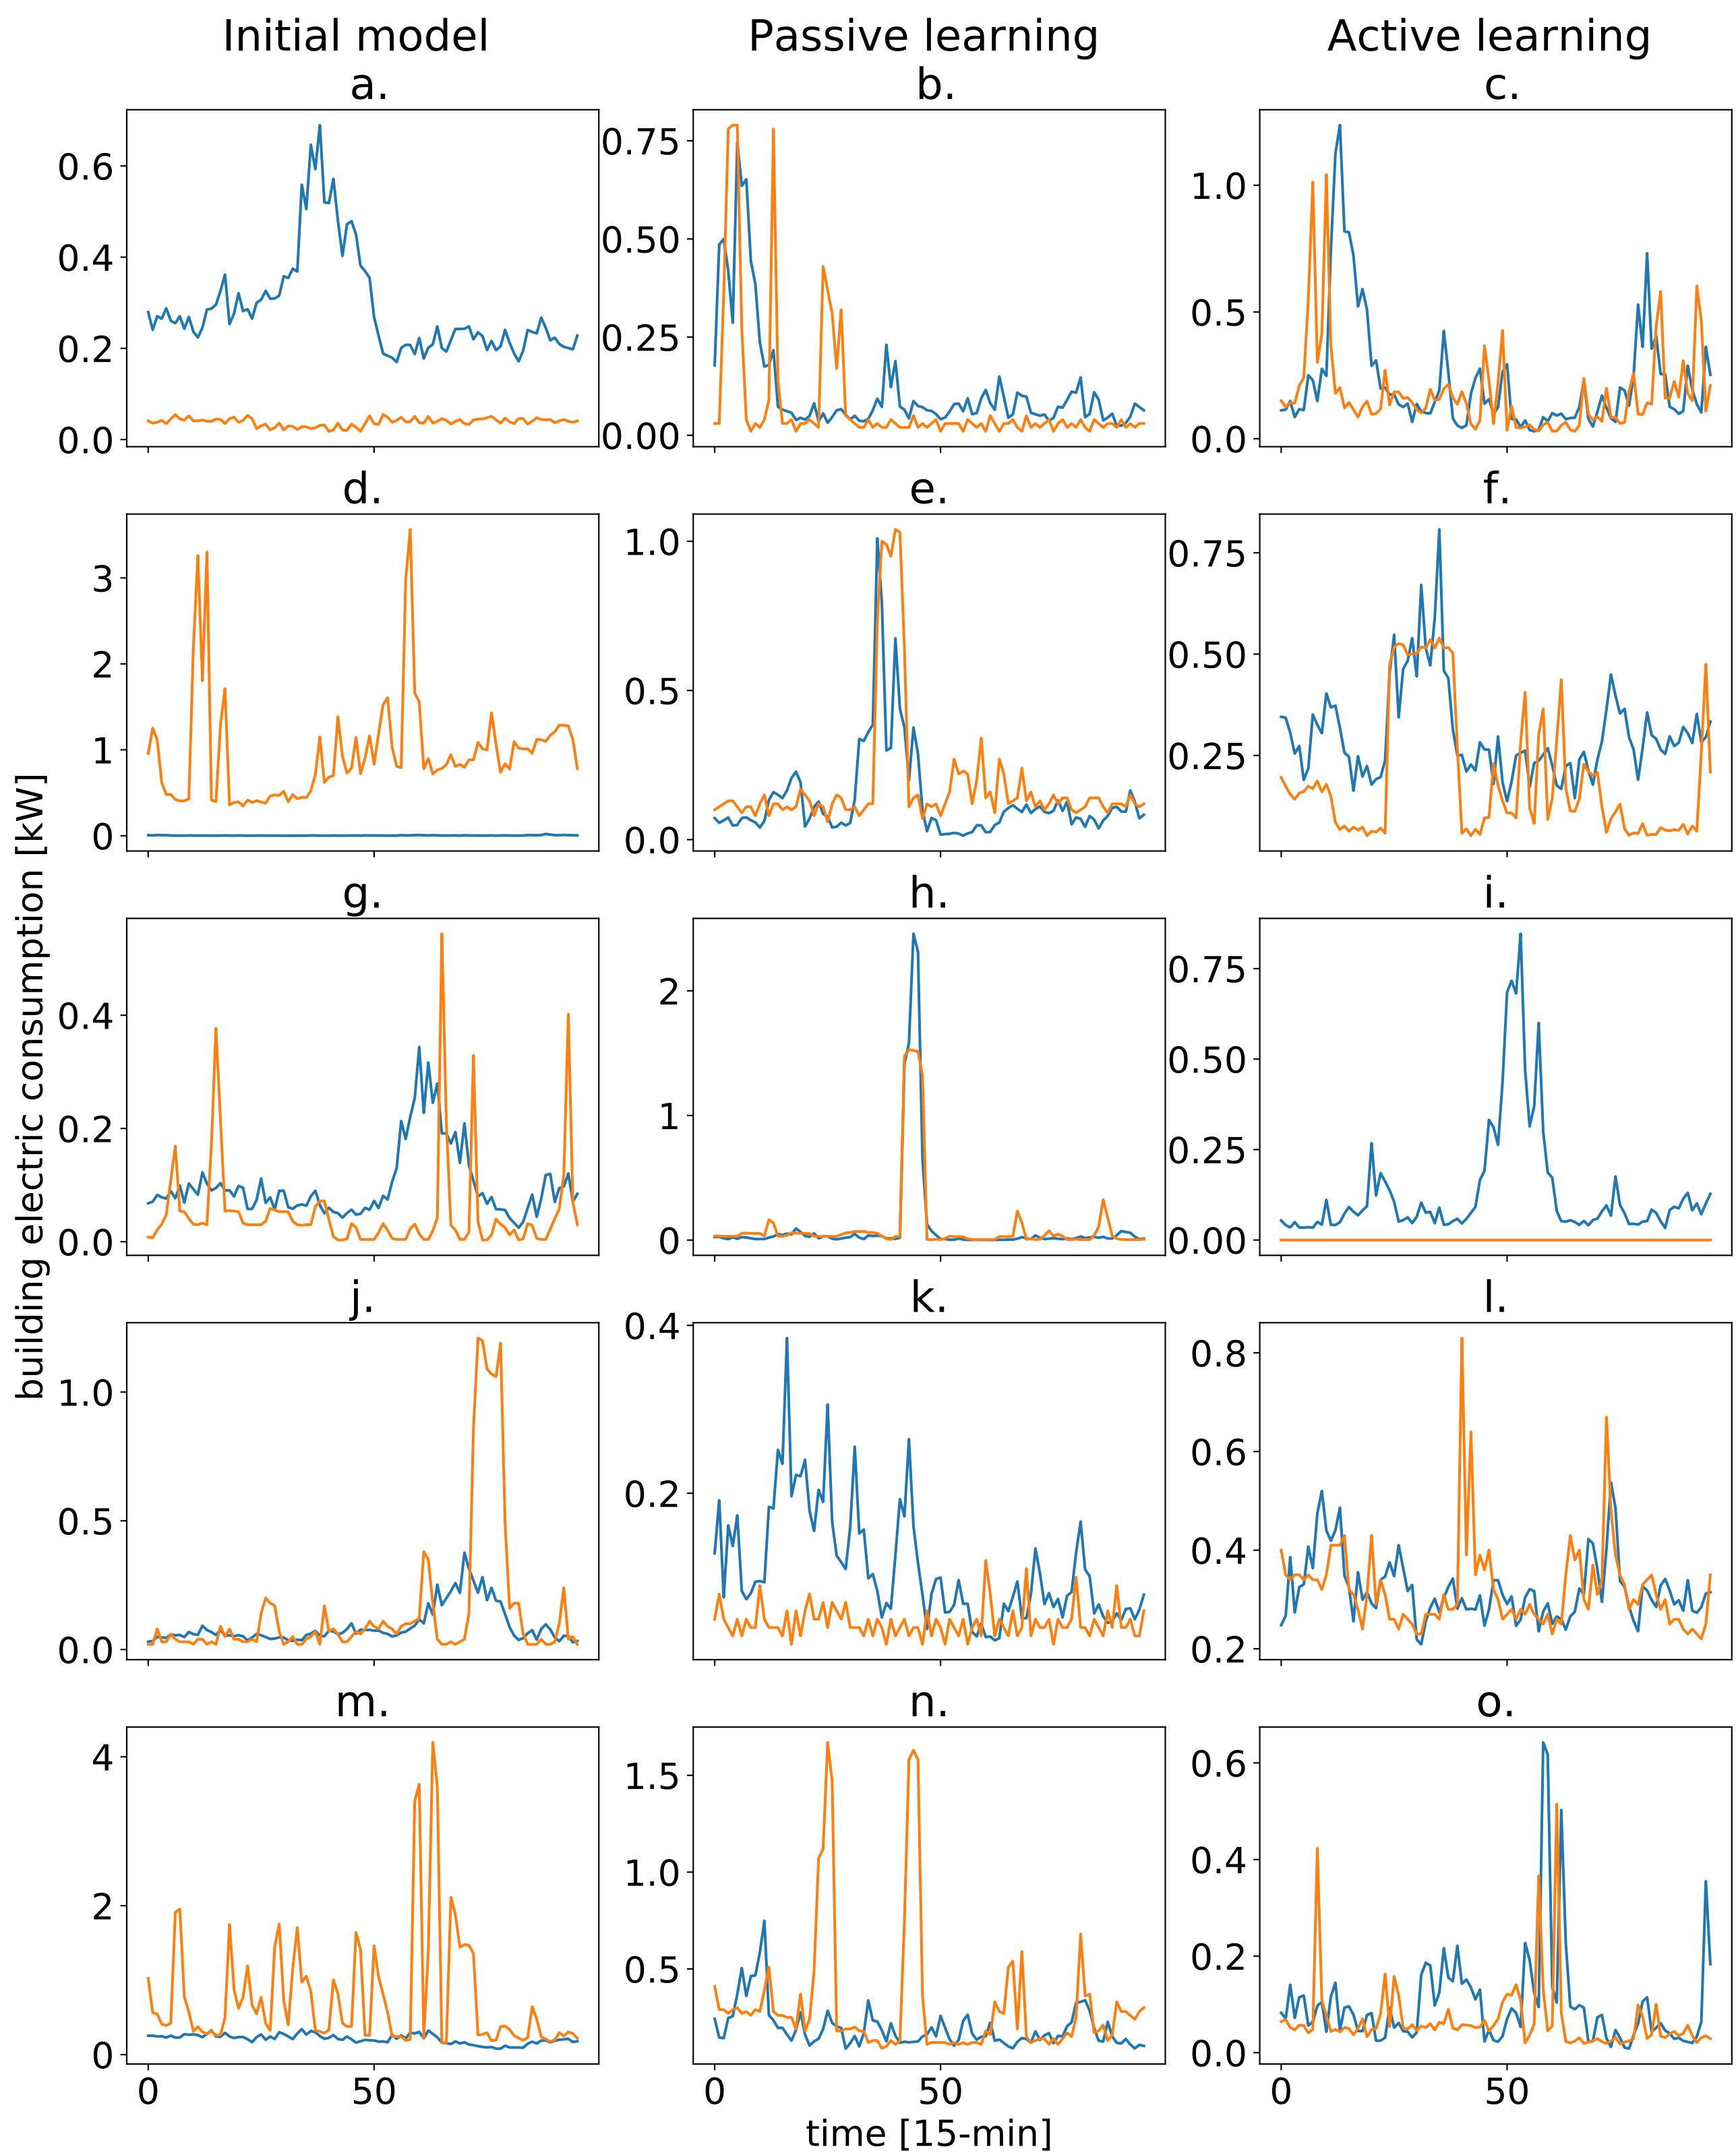 Initial model
Passive learning
Active learning
a.
b.
c.
0.6
0.4
0.2
0.0
0.75
0.50
0.25
0.00
1.0
0.5
0.0
d.
e.
f.
3
2
1
0
1.0
0.5
0.0
0.75
0.50
0.25
g.
h.
i.
0.4
0.2
0.0
2
1
0
0.75
0.50
0.25
0.00
j.
k.
l.
1.0
0.5
0.0
0.4
0.2
0.8
0.6
0.4
0.2
m.
n.
o.
4
2
0
1.5
1.0
0.5
0.6
0.4
0.2
0.0
0 50
0 50
0 50
time [15-min]
building electric consumption [kW]